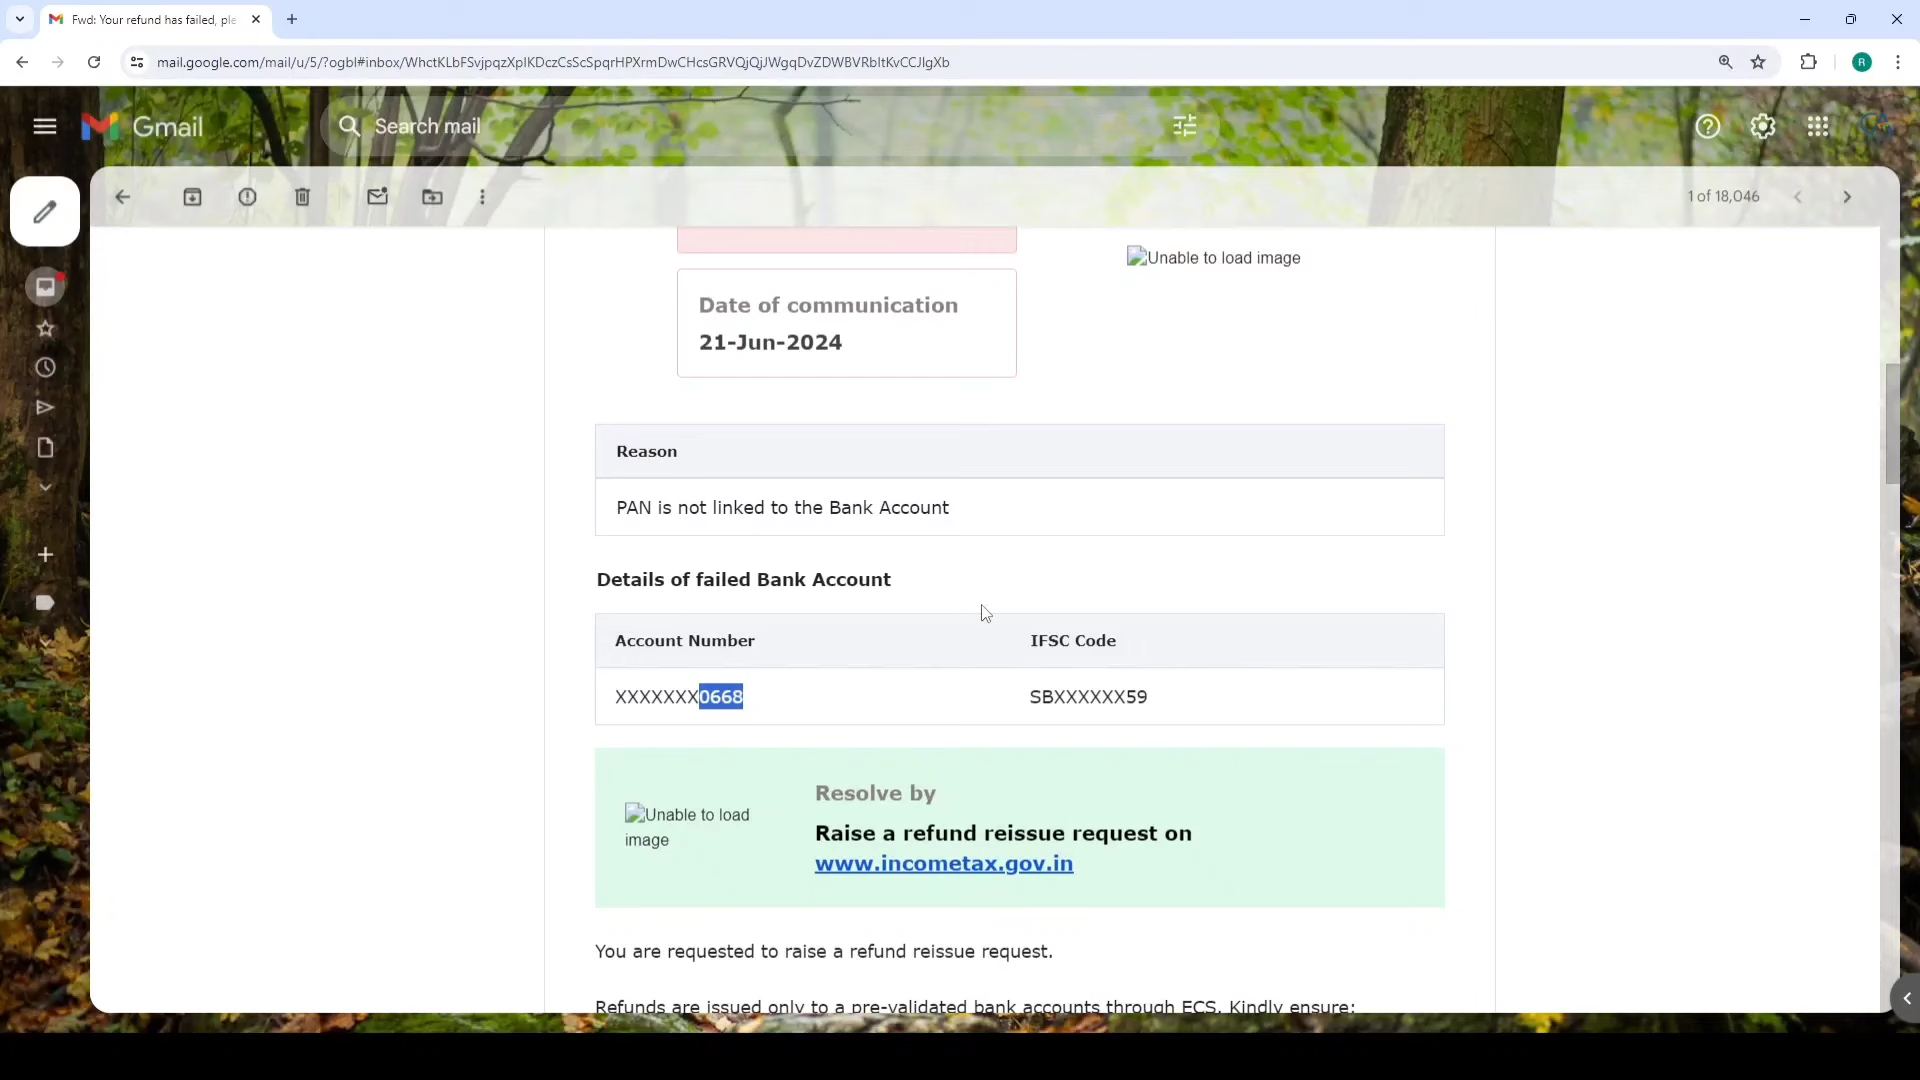 Fwd: Your refund has failed, ple
mail.google.com/mail/u/5/?ogbl#inbox/WhctKLbFSvjpqzXplKDczCsScSpqrHPXrmDwCHcsGRVQjQjJWgqDvZDWBVRbItKvCCJlgXb
R
Gmail
Search mail
1 of 18,046
Unable to load image
Date of communication
21-Jun-2024
Reason
PAN is not linked to the Bank Account
Details of failed Bank Account
Account Number IFSC Code
XXXXXXX0668 SBXXXXXX59
Resolve by
Unable to load
image
Raise a refund reissue request on
www.incometax.gov.in
You are requested to raise a refund reissue request.
Refunds are issued only to a pre-validated bank accounts through ECS. Kindly ensure: